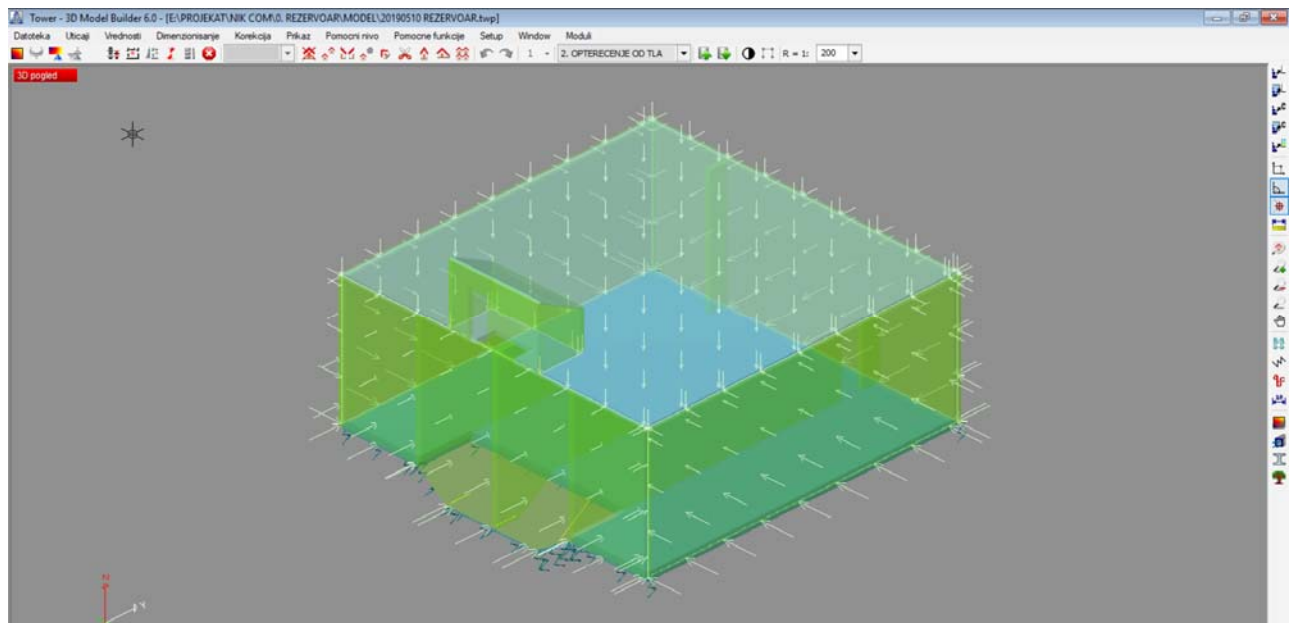 Tower - 3D Model Builder 6.0 - [E:\PROJEKAT\NIK COM\0. REZERVOAR\MODEL\20190510 REZERVOAR.twp]
Datoteka Uticaji Vrednosti Dimenzionisanje Korekcija Prikaz Pomocni nivo Pomocne funkcije Setup Window Moduli
1 2. OPTERECENJE OD TLA R = 1: 200
3D pogled
Z
Y